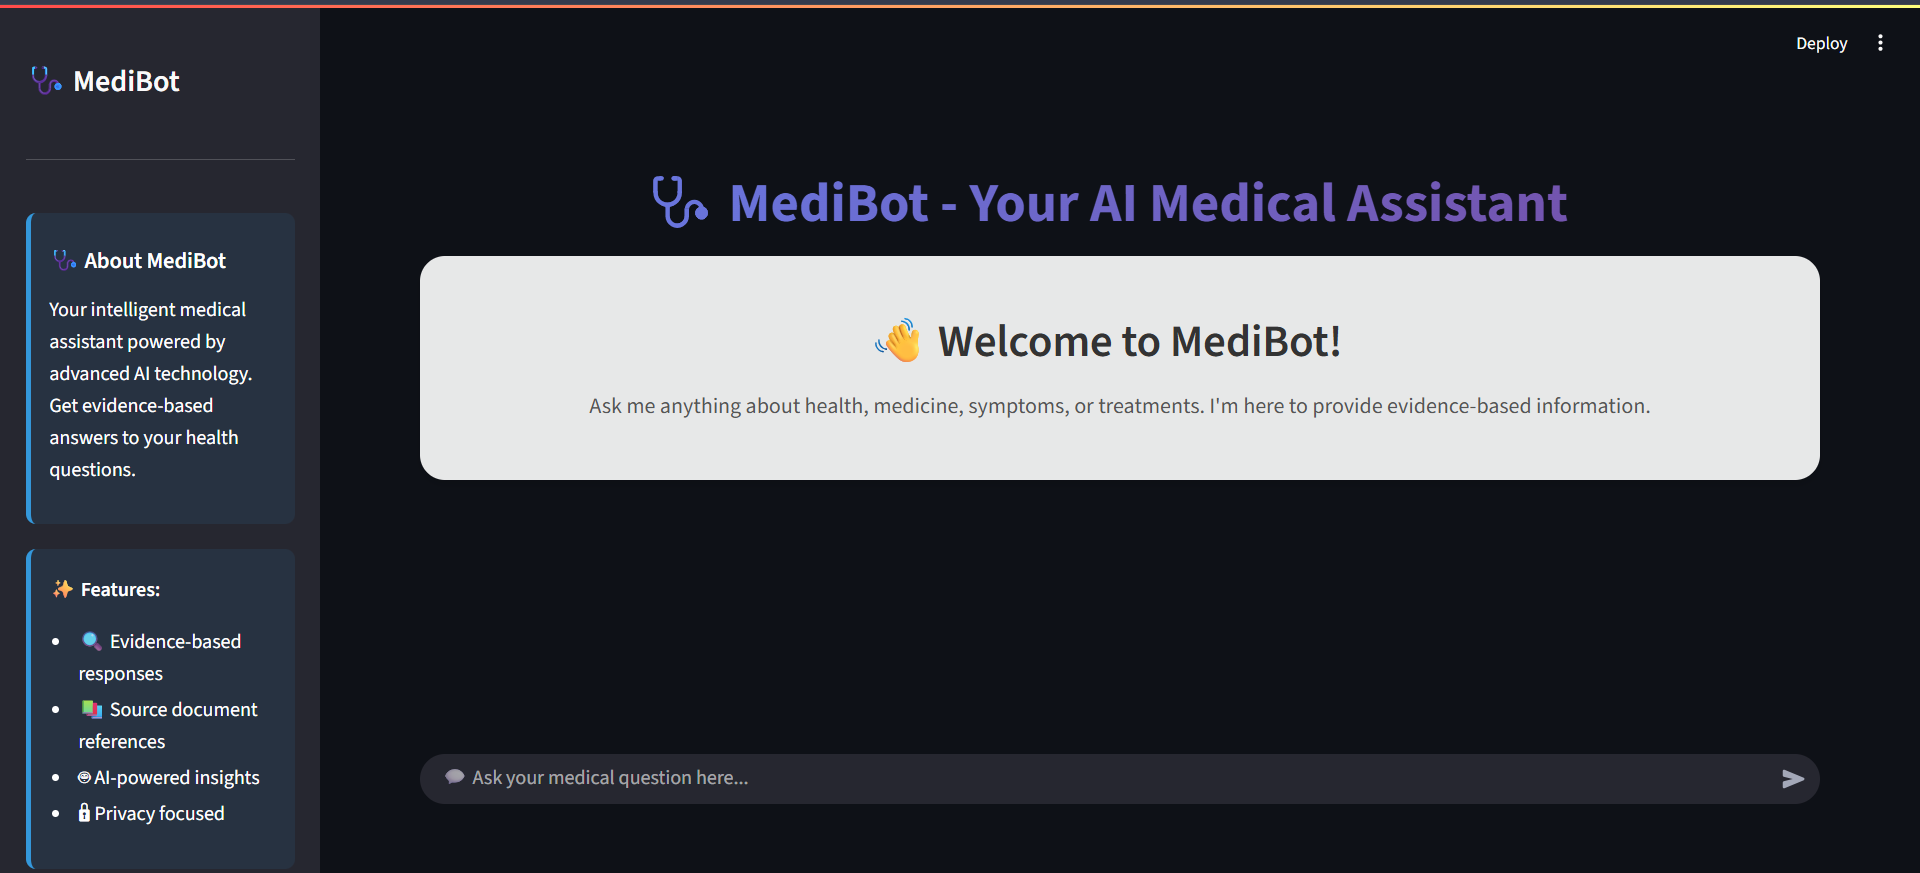 MediBot
About MediBot
Your intelligent medical
assistant powered by
advanced AI technology.
Get evidence-based
answers to your health
questions.
✨ Features:
• 🔍 Evidence-based
responses
• 📚 Source document
references
• AI-powered insights
• Privacy focused
Deploy
🩺 MediBot - Your AI Medical Assistant
👋 Welcome to MediBot!
Ask me anything about health, medicine, symptoms, or treatments. I'm here to provide evidence-based information.
💬 Ask your medical question here...